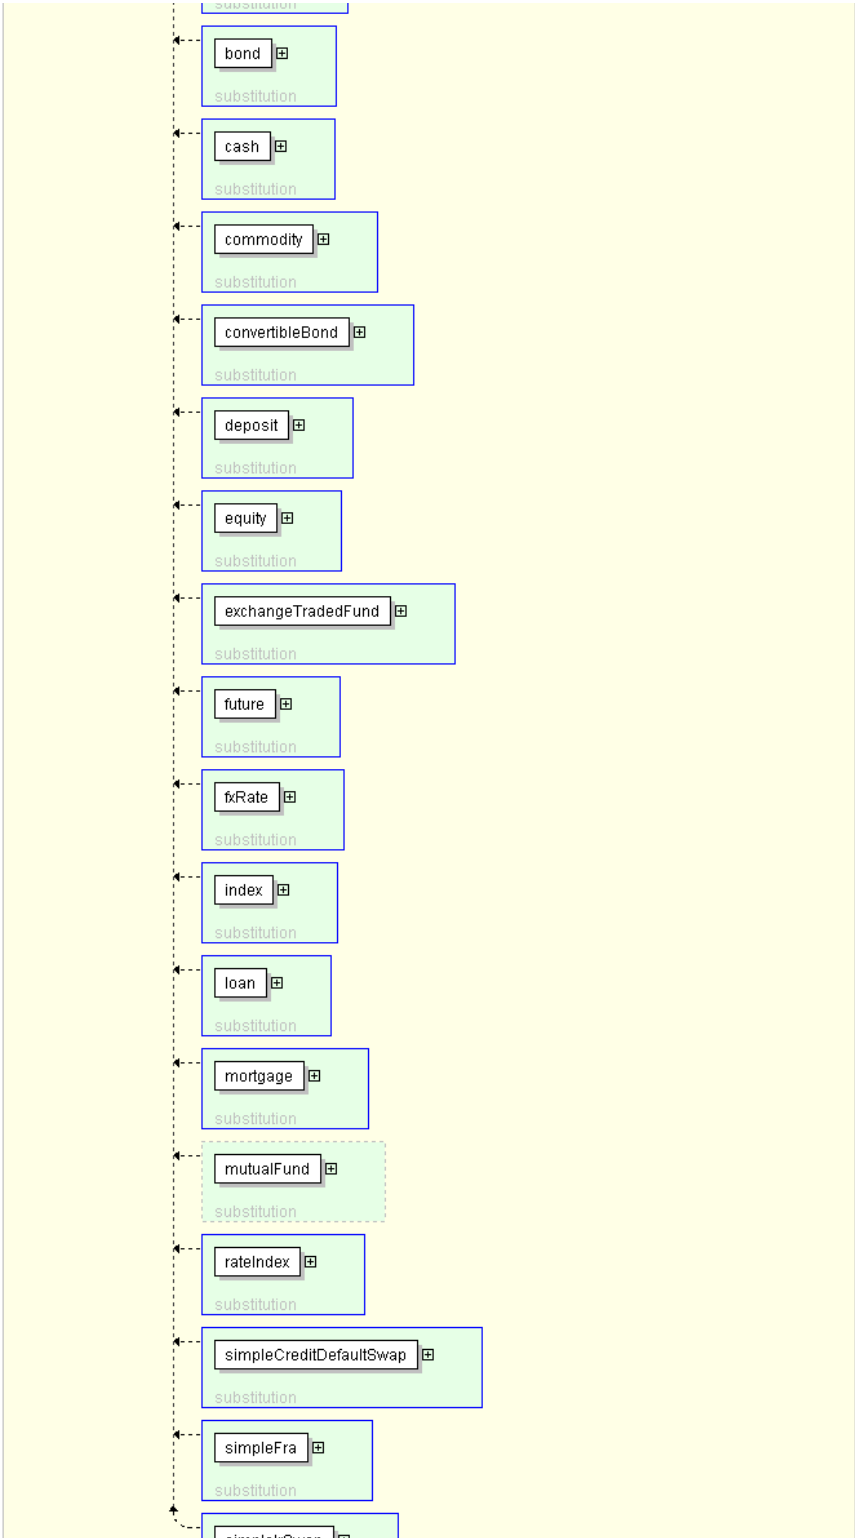 bond
substitution
cash
substitution
commodity
substitution
convertibleBond
substitution
deposit
substitution
equity
substitution
exchangeTradedFund
substitution
future
substitution
fxRate
substitution
index
substitution
loan
substitution
mortgage
substitution
mutualFund
substitution
rateIndex
substitution
simpleCreditDefaultSwap
substitution
simpleFra
substitution